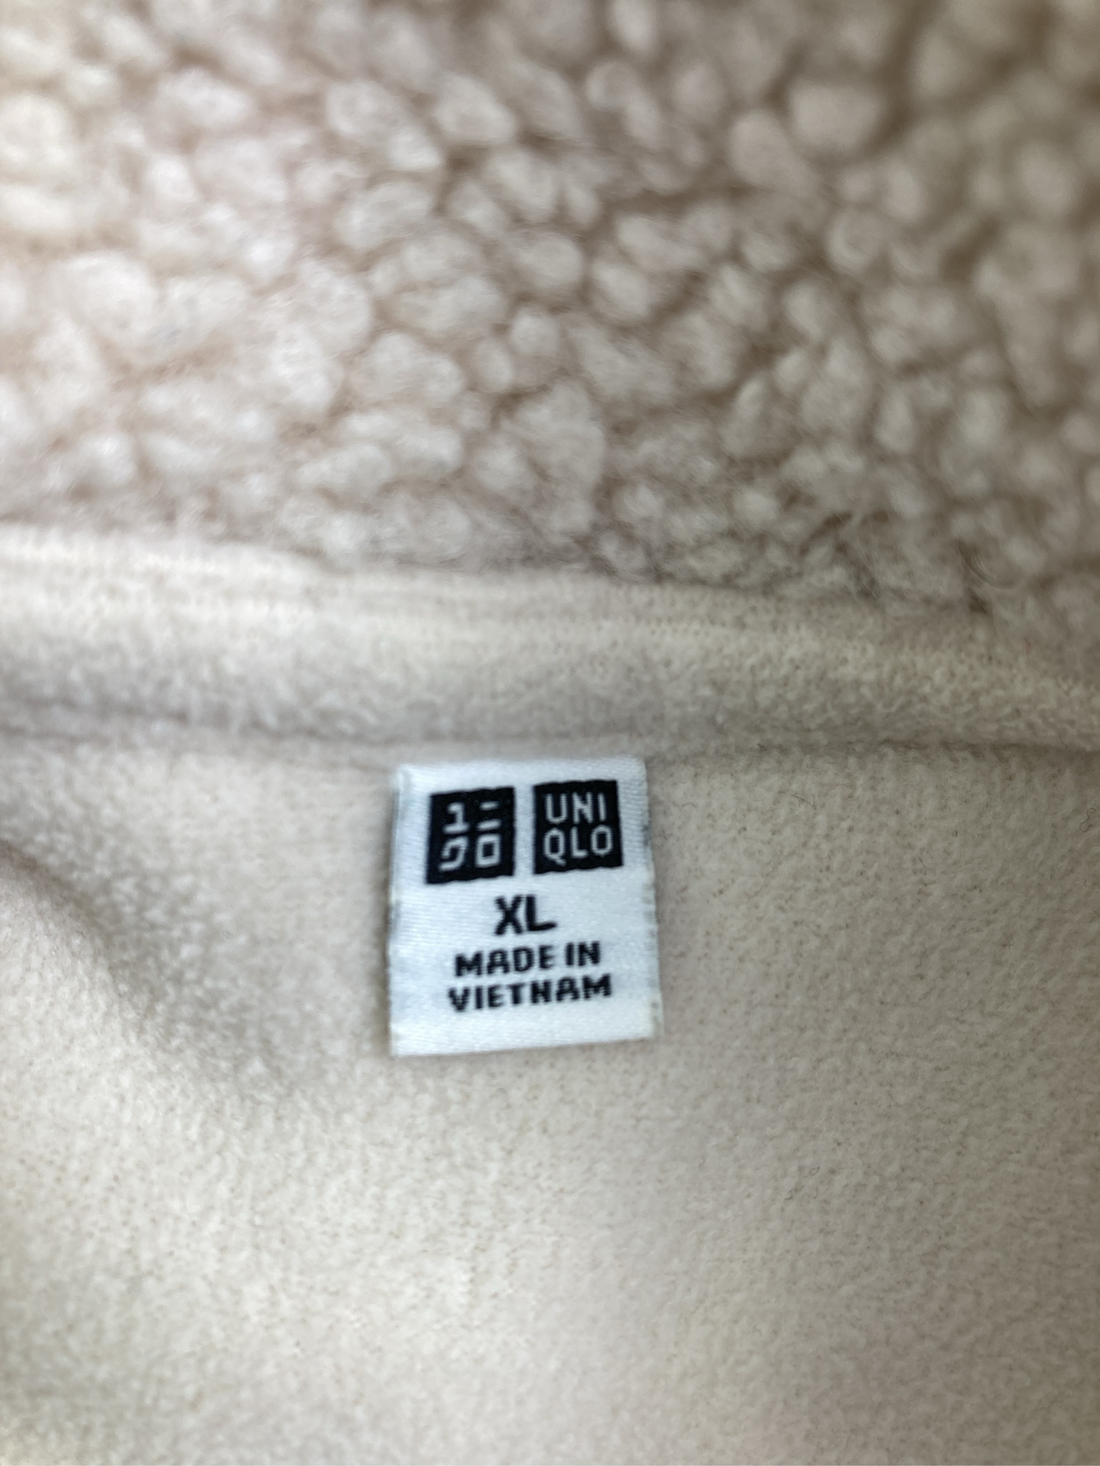 ユニ
クロ
UNI
QLO
XL
MADE IN
VIETNAM